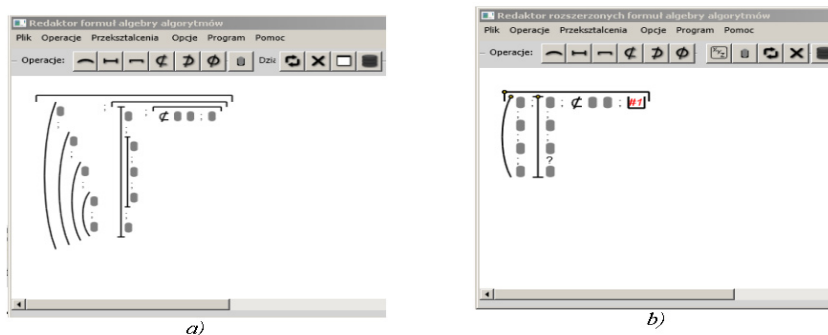 Redaktor formuł algebry algorytmów
Plik Operacje Przekształcenia Opcje Program Pomoc
Operacje:
Redaktor rozszerzonych formuł algebry algorytmów
Plik Operacje Przekształcenia Opcje Program Pomoc
Operacje:
#1
?
a)
b)